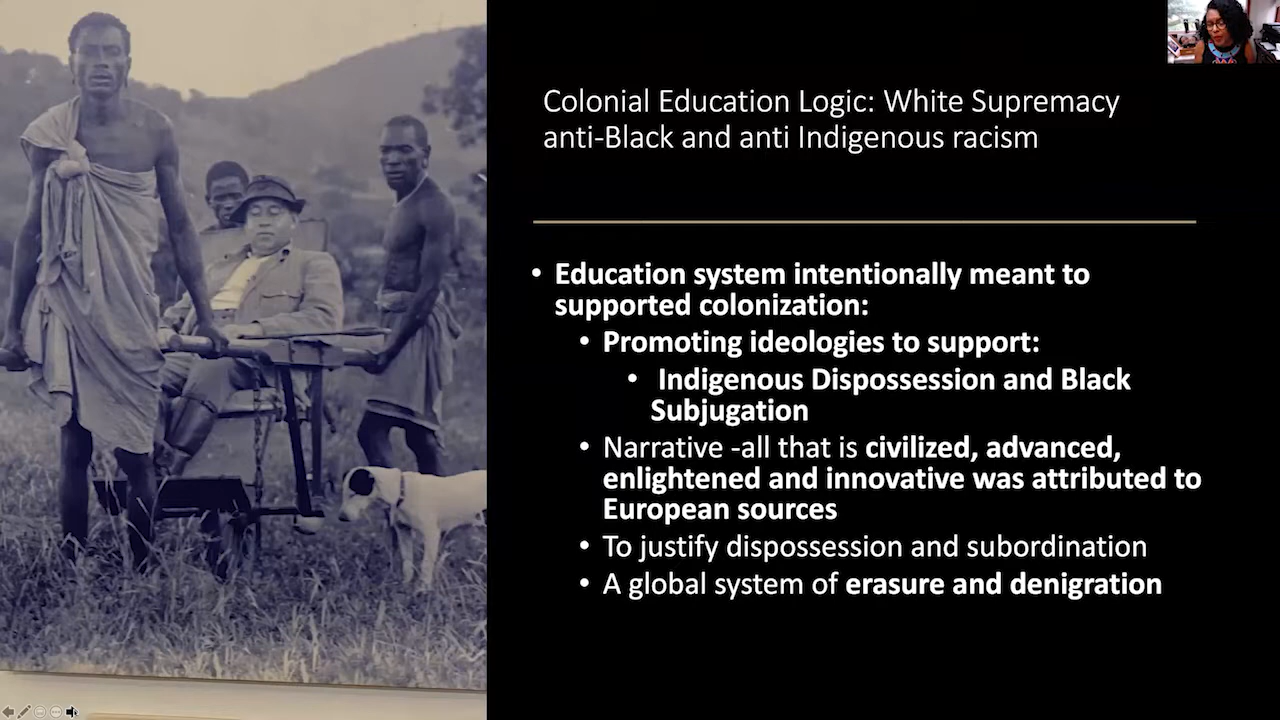 Colonial Education Logic: White Supremacy
anti-Black and anti Indigenous racism
• Education system intentionally meant to
supported colonization:
• Promoting ideologies to support:
• Indigenous Dispossession and Black
Subjugation
• Narrative -all that is civilized, advanced,
enlightened and innovative was attributed to
European sources
• To justify dispossession and subordination
• A global system of erasure and denigration